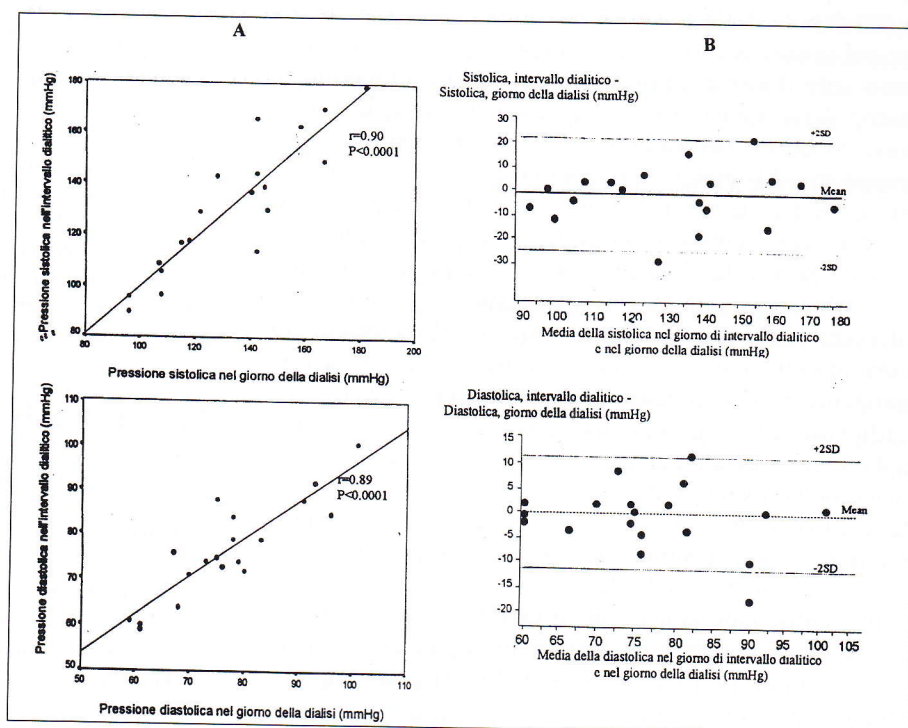 A
Pressione sistolica nell'intervallo dialitico (mmHg)
180
160
140
120
100
80
r=0.90
P<0.0001
80 100 120 140 160 180 200
Pressione sistolica nel giorno della dialisi (mmHg)
B
Sistolica, intervallo dialitico -
Sistolica, giorno della dialisi (mmHg)
30
20
10
0
-10
-20
-30
+2SD
Mean
-2SD
90 100 110 120 130 140 150 160 170 180
Media della sistolica nel giorno di intervallo dialitico
e nel giorno della dialisi (mmHg)
Pressione diastolica nell'intervallo dialitico (mmHg)
110
100
90
80
70
60
50
r=0.89
P<0.0001
50 60 70 80 90 100 110
Pressione diastolica nel giorno della dialisi (mmHg)
Diastolica, intervallo dialitico -
Diastolica, giorno della dialisi (mmHg)
15
10
5
0
-5
-10
-15
-20
+2SD
Mean
-2SD
60 65 70 75 80 85 90 95 100 105
Media della diastolica nel giorno di intervallo dialitico
e nel giorno della dialisi (mmHg)